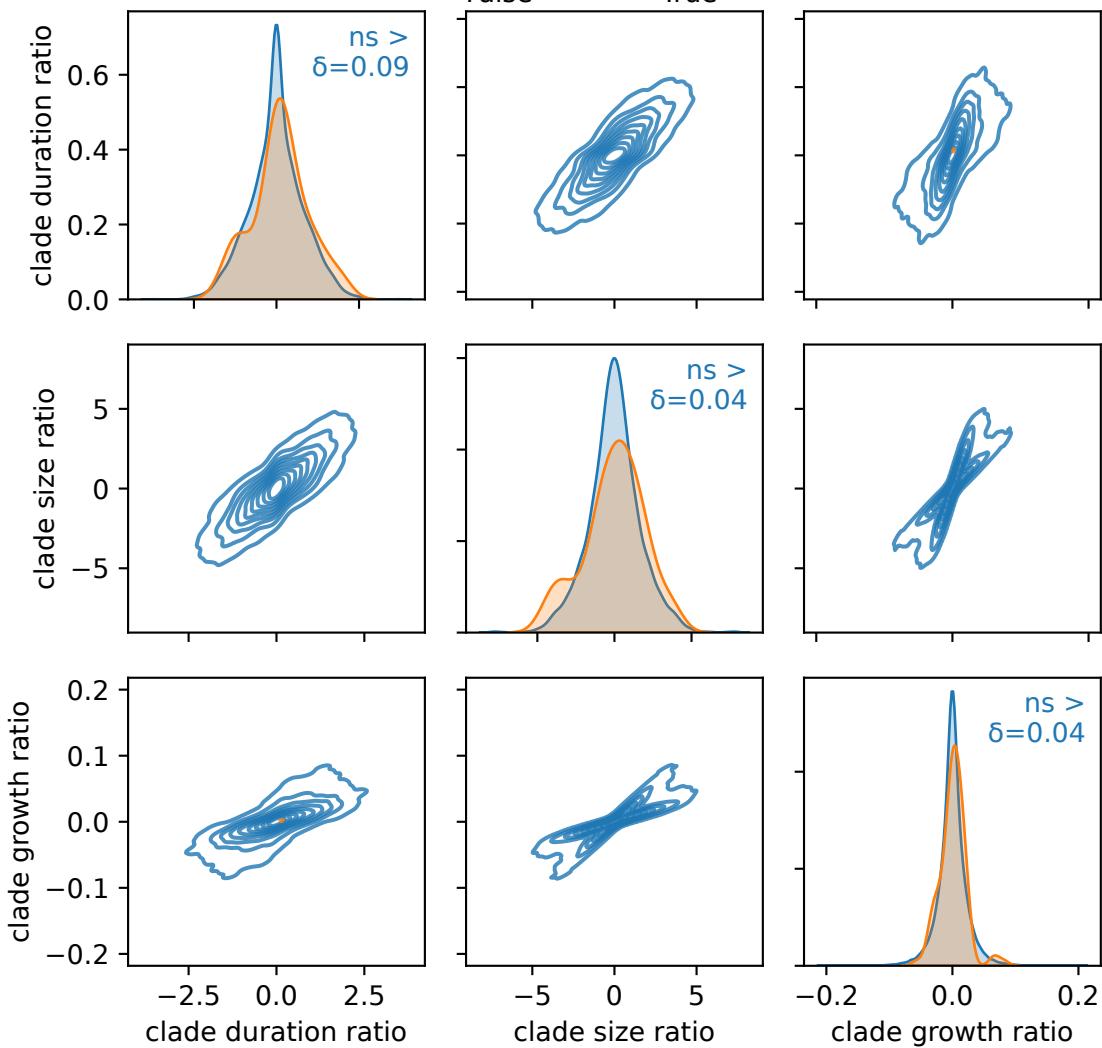 clade duration ratio
0.6
0.4
0.2
0.0
ns >
δ=0.09
clade size ratio
5
0
−5
ns >
δ=0.04
clade growth ratio
0.2
0.1
0.0
−0.1
−0.2
ns >
δ=0.04
−2.5 0.0 2.5
clade duration ratio
−5 0 5
clade size ratio
−0.2 0.0 0.2
clade growth ratio